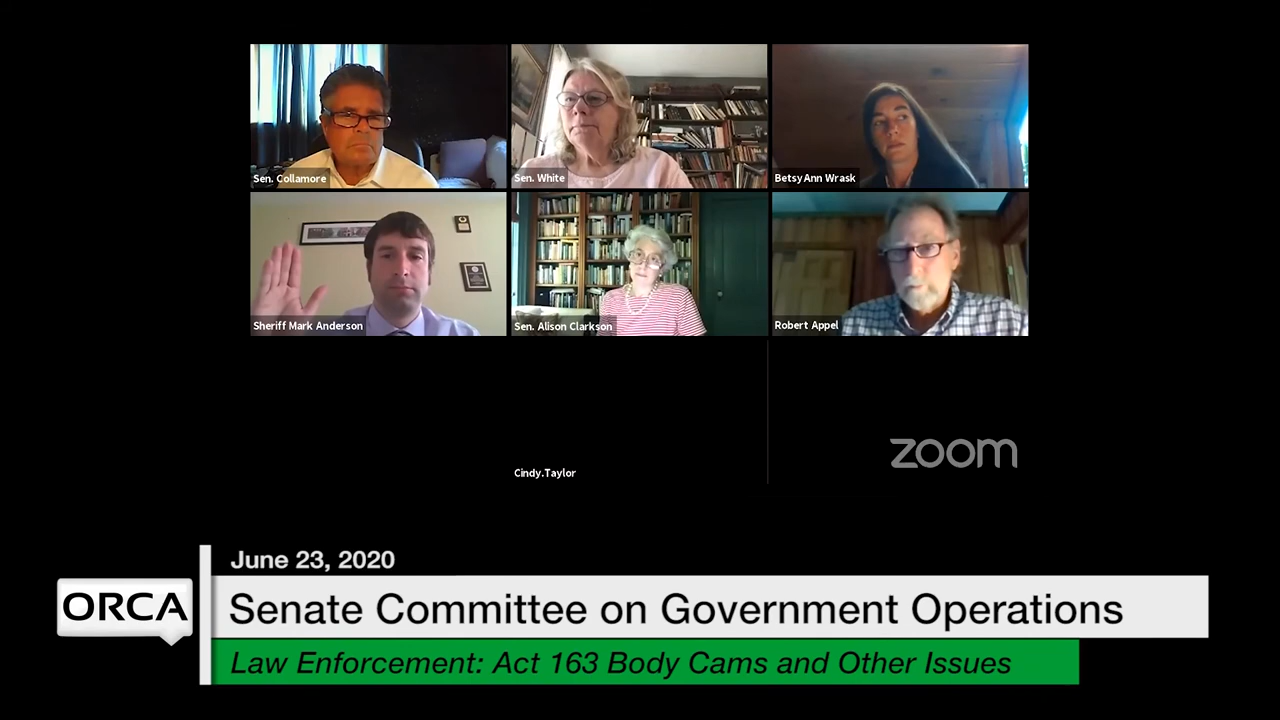 Sen. Collamore
Sen. White
BetsyAnn Wrask
Sheriff Mark Anderson
Sen. Alison Clarkson
Robert Appel
Cindy.Taylor
zoom
June 23, 2020
ORCA
Senate Committee on Government Operations
Law Enforcement: Act 163 Body Cams and Other Issues